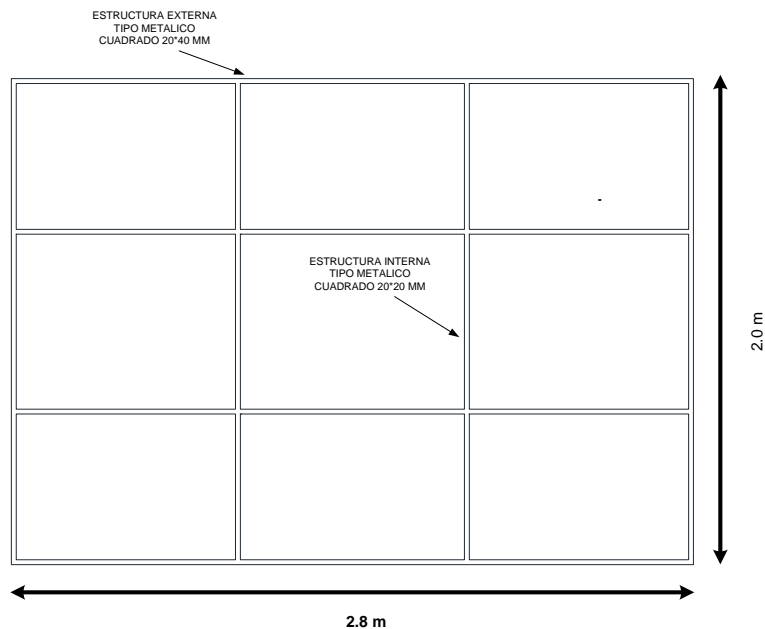 ESTRUCTURA EXTERNA
TIPO METALICO
CUADRADO 20*40 MM
ESTRUCTURA INTERNA
TIPO METALICO
CUADRADO 20*20 MM
2.0 m
2.8 m